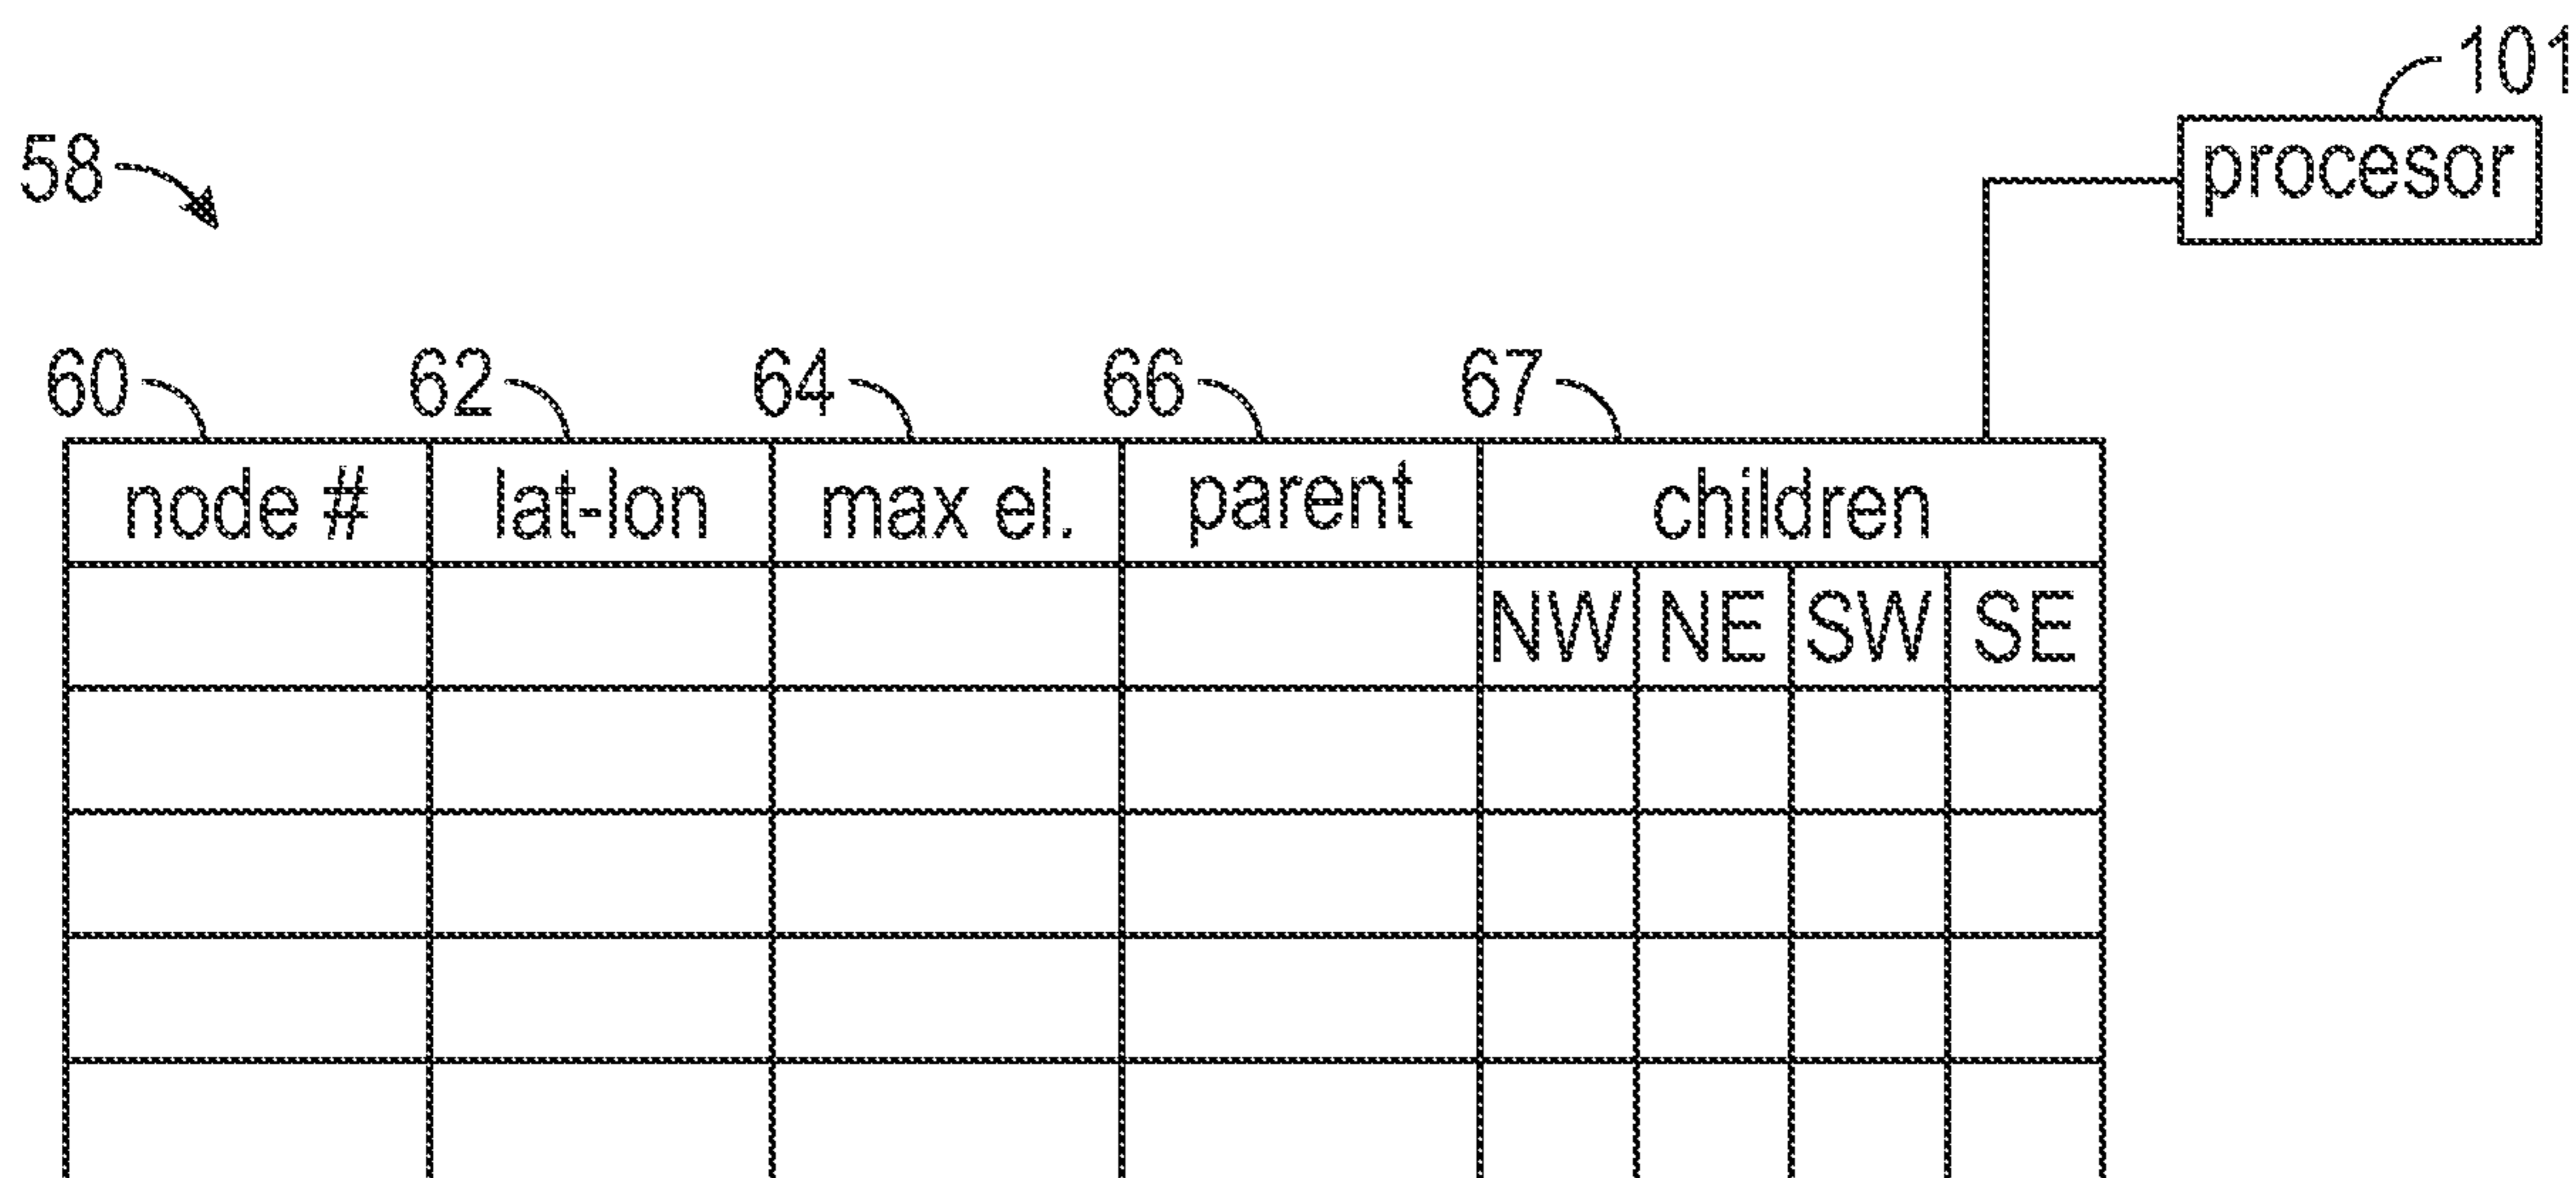 101
58
procesor
60 62 64 66 67
node # lat-lon max el. parent children
NW NE SW SE